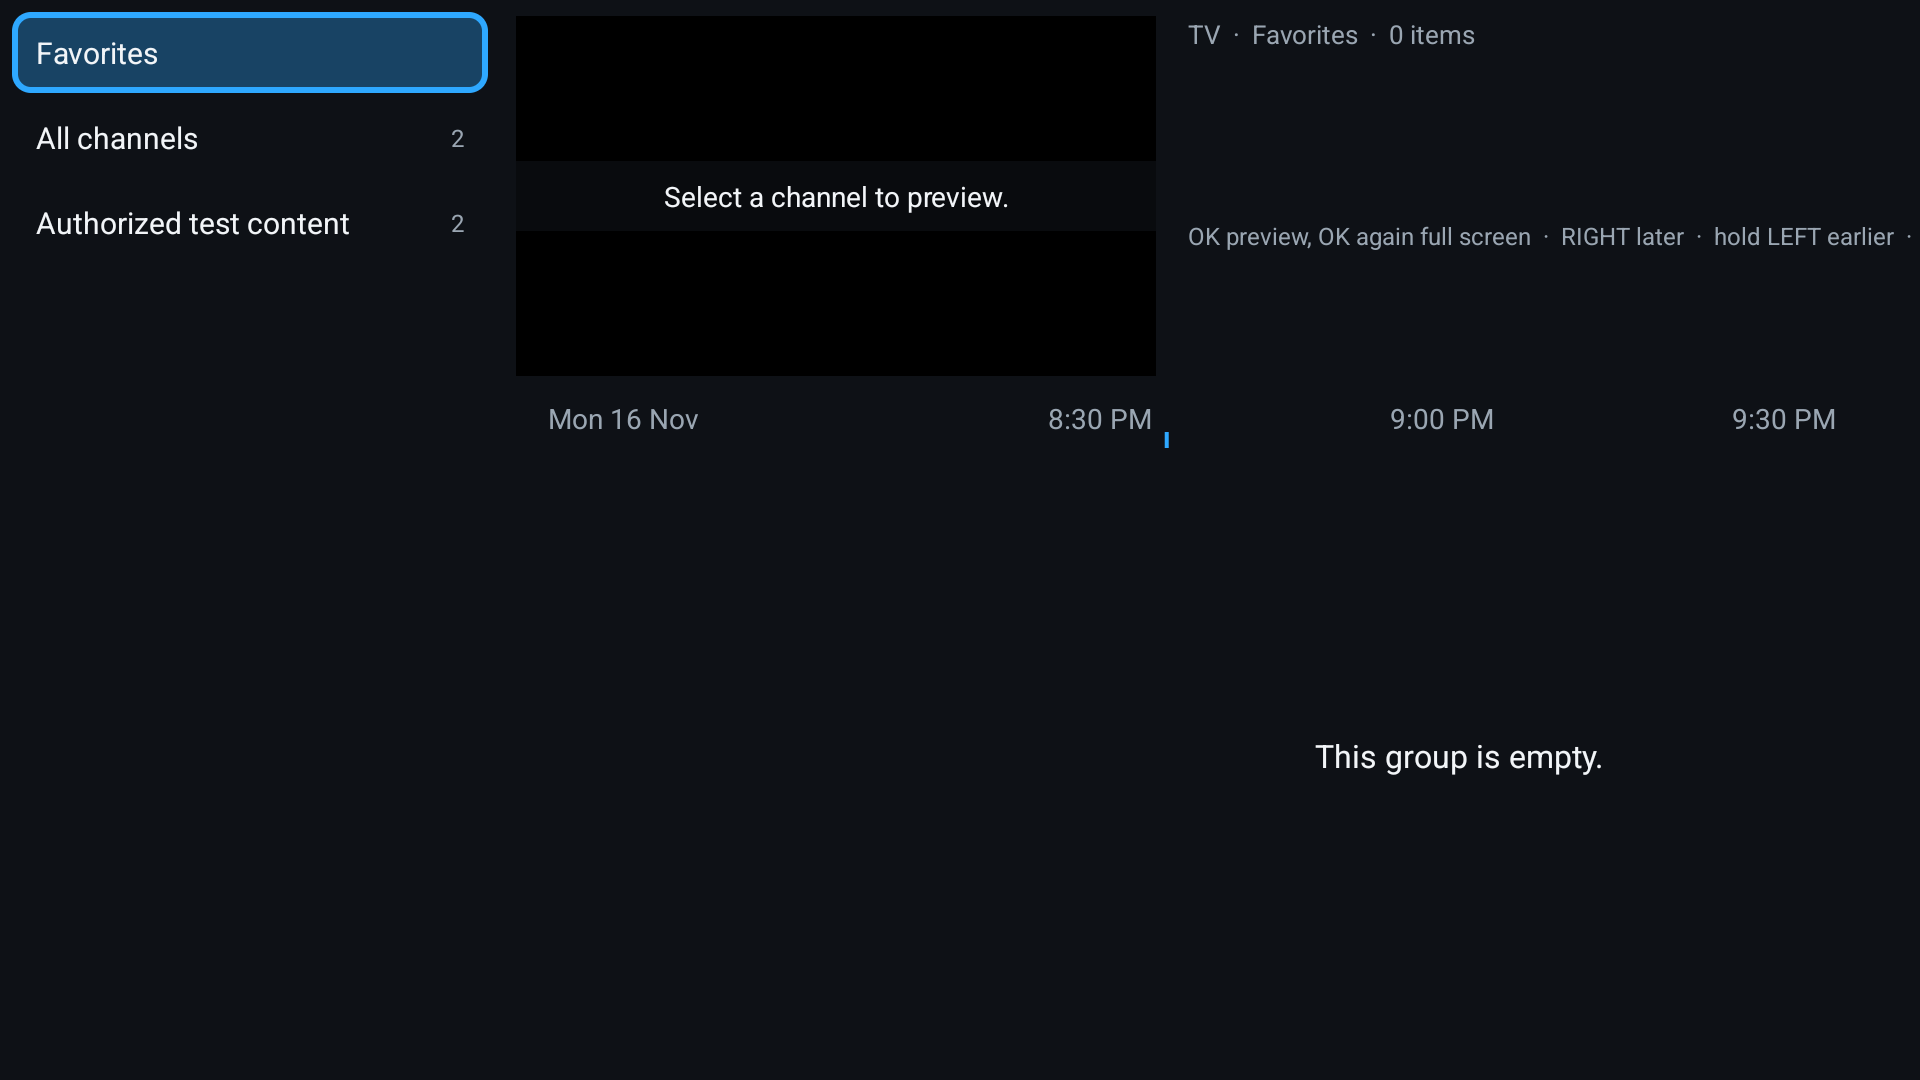 Favorites
All channels 2
Authorized test content 2
Select a channel to preview.
TV · Favorites · 0 items
OK preview, OK again full screen · RIGHT later · hold LEFT earlier ·
Mon 16 Nov 8:30 PM 9:00 PM 9:30 PM
This group is empty.